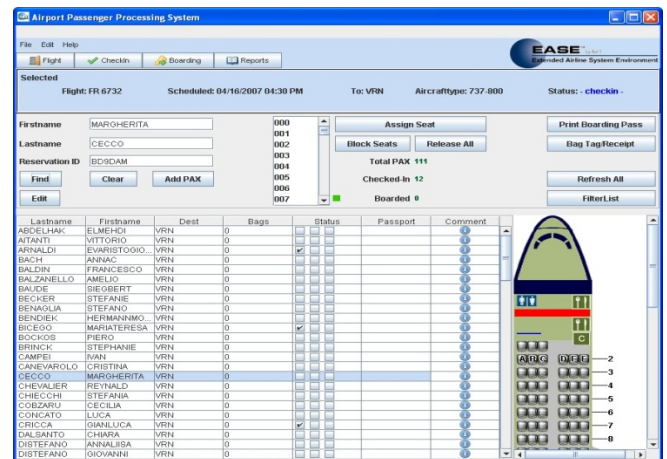 Airport Passenger Processing System
File Edit Help
Flight CheckIn Boarding Reports
EASE
Extended Airline System Environment
Selected
Flight: FR 6732 Scheduled: 04/16/2007 04:30 PM To: VRN Aircrafttype: 737-800 Status: - checkin -
Firstname MARGHERITA
Lastname CECCO
Reservation ID BD9DAM
Find Clear Add PAX
Edit
000
001
002
003
004
005
006
007
Assign Seat
Block Seats Release All
Total PAX 111
Checked-In 12
Boarded 0
Print Boarding Pass
Bag Tag/Receipt
Refresh All
FilterList
Lastname Firstname Dest Bags Status Passport Comment
ABDELHAK ELMEHDI VRN 0
AITANTI VITTORIO VRN 0
ARNALDI EVARISTOGIO... VRN 0
BACH ANNAC VRN 0
BALDIN FRANCESCO VRN 0
BALZANELLO AMELIO VRN 0
BAUDE SIEGBERT VRN 0
BECKER STEFANIE VRN 0
BENAGLIA STEFANO VRN 0
BENDIEK HERMANNMO... VRN 0
BICEGO MARIATERESA VRN 0
BOCKOS PIERO VRN 0
BRINCK STEPHANIE VRN 0
CAMPEI IVAN VRN 0
CANEVAROLO CRISTINA VRN 0
CECCO MARGHERITA VRN 0
CHEVALIER REYNALD VRN 0
CHIECCHI STEFANIA VRN 0
COBZARU CECILIA VRN 0
CONCATO LUCA VRN 0
CRICCA GIANLUCA VRN 0
DALSANTO CHIARA VRN 0
DISTEFANO ANNALIISA VRN 0
DISTEFANO GIOVANNI VRN 0
C
2
3
4
5
6
7
8